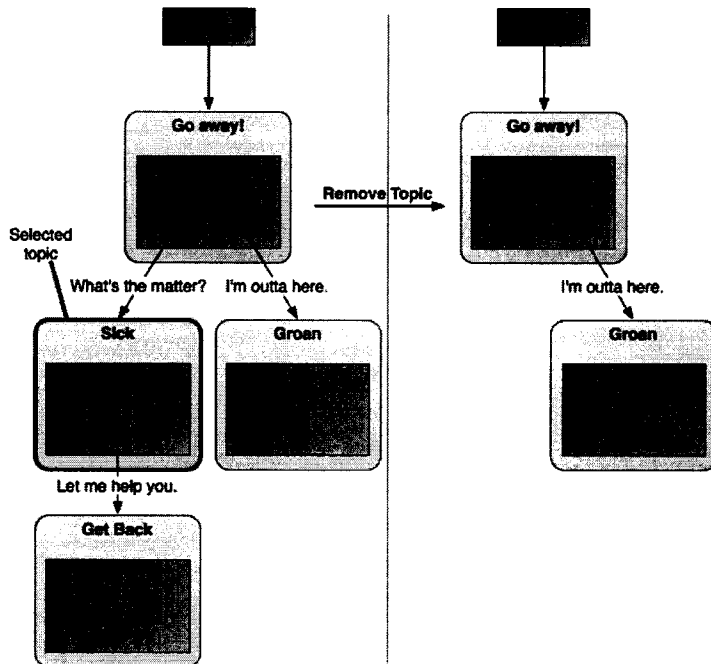 Go away!
Go away!
Remove Topic
Selected
topic
What's the matter?
I'm outta here.
I'm outta here.
Sick
Groan
Groan
Let me help you.
Get Back